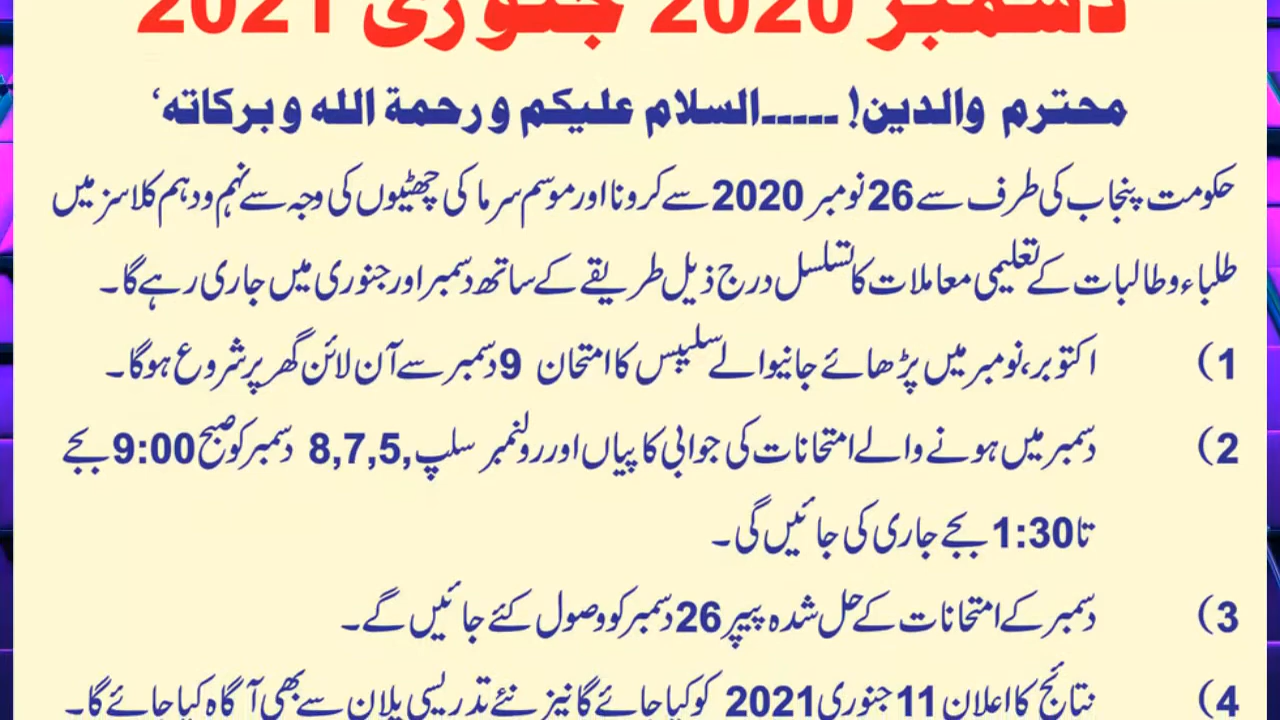 دسمبر 2020 جنوری 2021
محترم والدین! -----السلام علیکم ورحمة الله وبركاته‘
حکومت پنجاب کی طرف سے 26 نومبر 2020 سے کرونا اور موسم سرما کی چھٹیوں کی وجہ سے نہم و دہم کلاسز میں
طلباء و طالبات کے تعلیمی معاملات کا تسلسل درج ذیل طریقے کے ساتھ دسمبر اور جنوری میں جاری رہے گا۔
1) اکتوبر، نومبر میں پڑھائے جانیوالے سلیبس کا امتحان 9 دسمبر سے آن لائن گھر پر شروع ہوگا۔
2) دسمبر میں ہونے والے امتحانات کی جوابی کاپیاں اور رولنمبر سلپ ,8,7,5 دسمبر کو صبح 9:00 بجے
تا 1:30 بجے جاری کی جائیں گی۔
3) دسمبر کے امتحانات کے حل شدہ پیپر 26 دسمبر کو وصول کئے جائیں گے۔
4) نتائج کا اعلان 11 جنوری 2021 کو کیا جائے گا نیز نئے تدریسی پلان سے بھی آگاہ کیا جائے گا۔